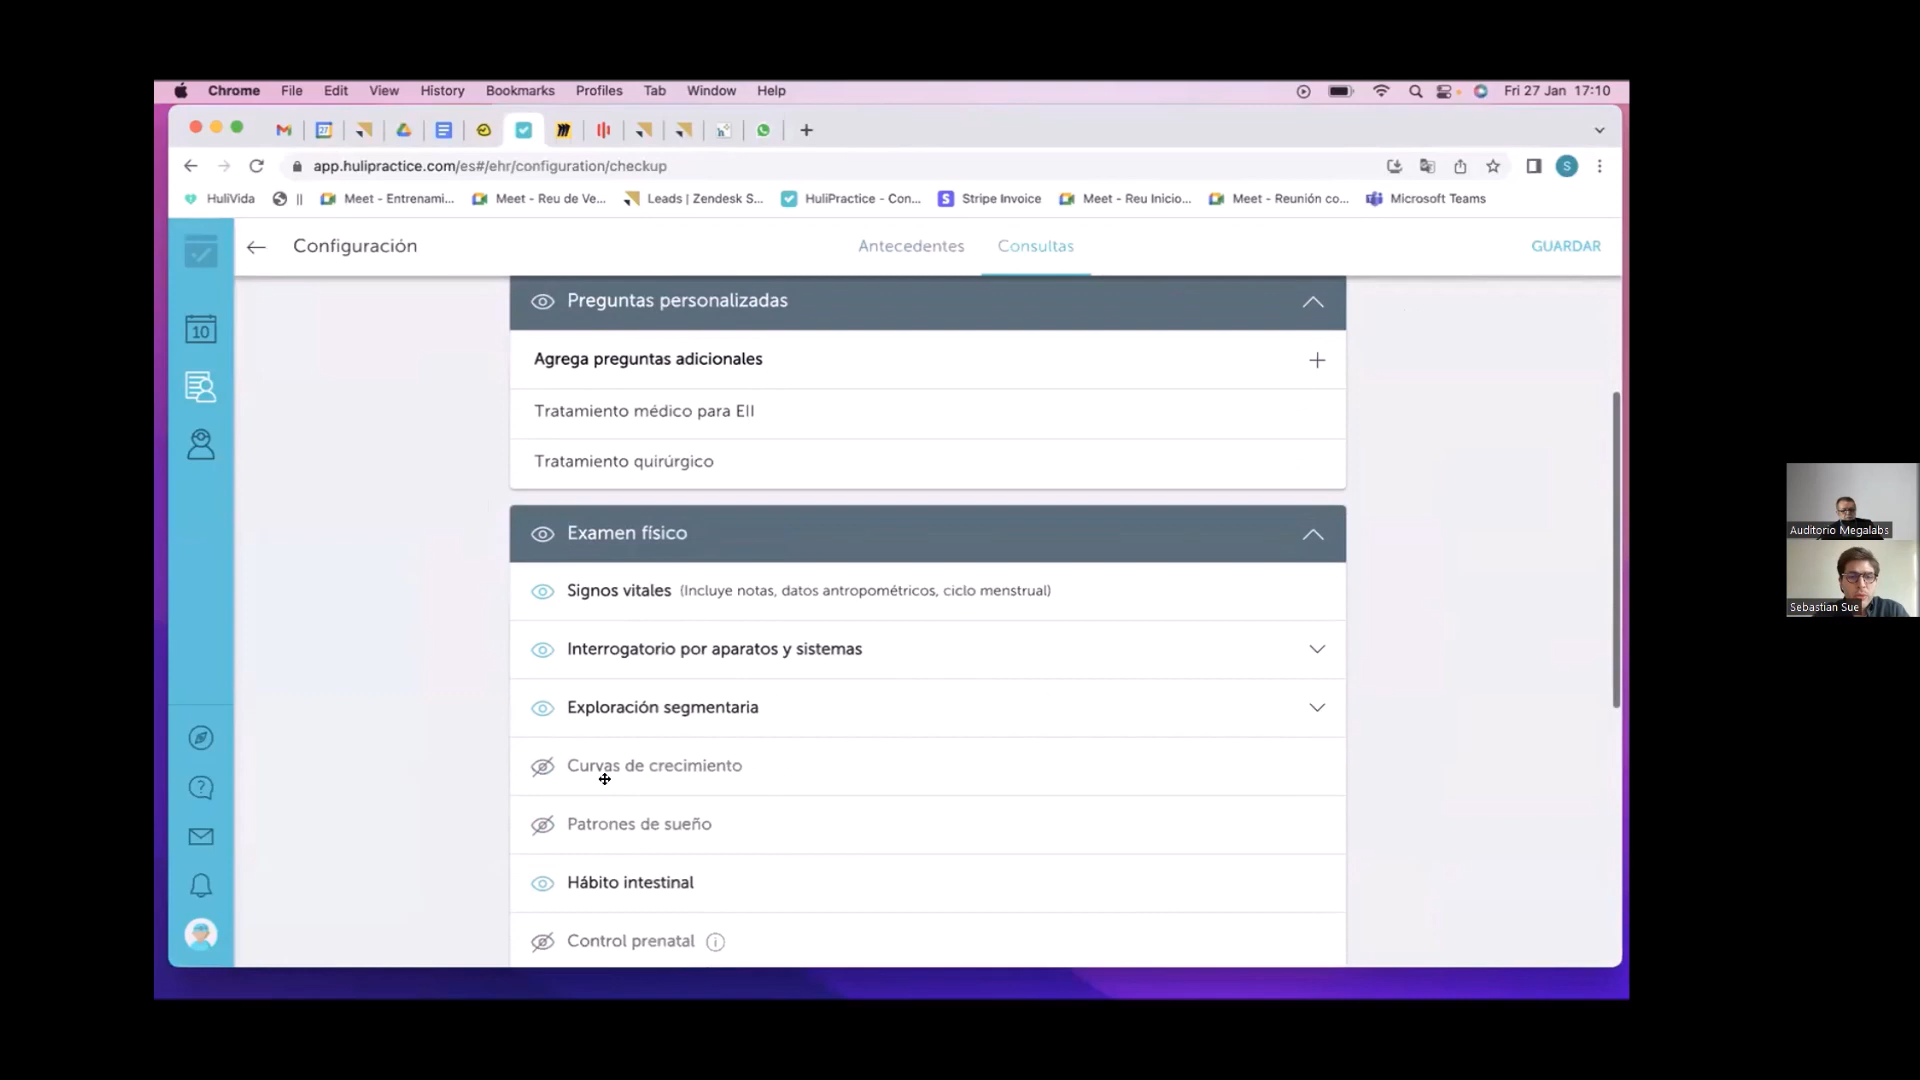 Chrome File Edit View History Bookmarks Profiles Tab Window Help Fri 27 Jan 17:10
app.hulipractice.com/es#/ehr/configuration/checkup S
HuliVida || Meet - Entrenami... Meet - Reu de Ve... Leads | Zendesk S... HuliPractice - Con... S Stripe Invoice Meet - Reu Inicio... Meet - Reunión co... Microsoft Teams
Configuración Antecedentes Consultas GUARDAR
Preguntas personalizadas
10
Agrega preguntas adicionales
Tratamiento médico para EII
Tratamiento quirúrgico
Examen físico
Auditorio Megalabs
Signos vitales (Incluye notas, datos antropométricos, ciclo menstrual)
Sebastian Sue
Interrogatorio por aparatos y sistemas
Exploración segmentaria
Curvas de crecimiento
Patrones de sueño
Hábito intestinal
Control prenatal